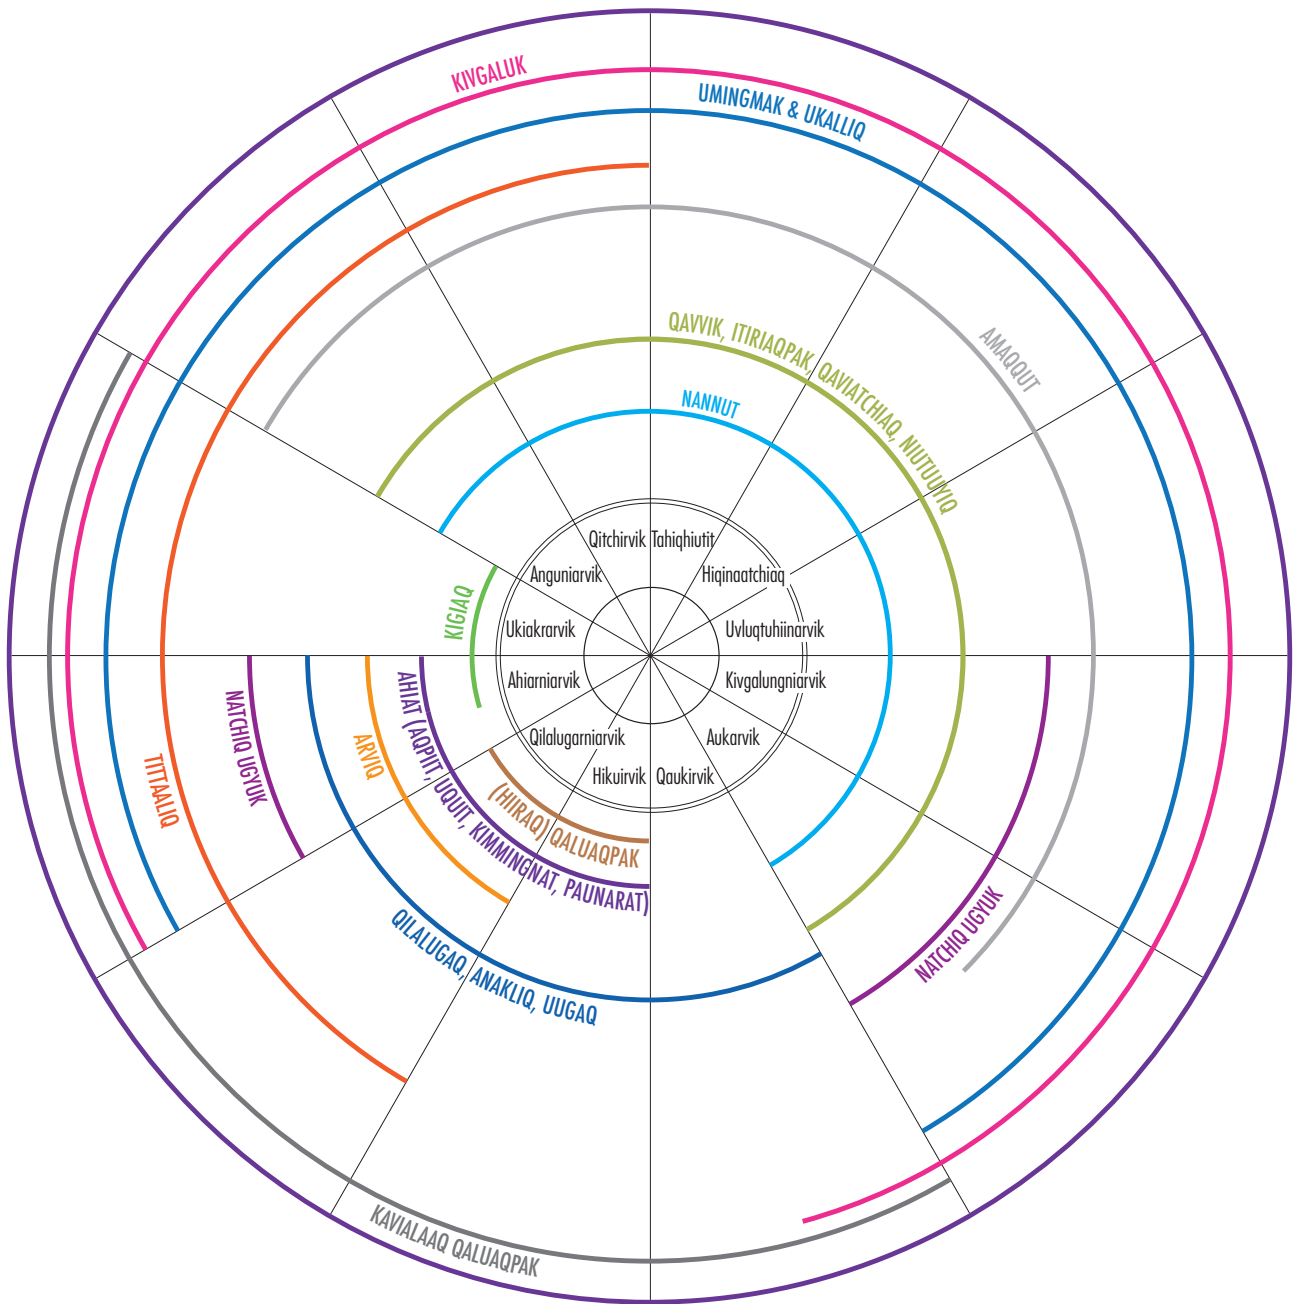 KIVGALUK
UMINGMAK & UKALLIQ
AMAQQUT
QAVVIK, ITIRIAQPAK, QAVIATCHIAQ, NIUTUUYIQ
NANNUT
Qitchirvik
Tahiqhiutit
Anguniarvik
Hiqinaatchiaq
Ukiakrarvik
Uvluqtuhiinarvik
Ahiarniarvik
Kivgalungniarvik
Qilalugarniarvik
Aukarvik
Hikuirvik
Qaukirvik
KIGIAQ
AHIAT (AQPIIT, UQUIT, KIMMINGNAT, PAUNARAT)
(HIIRAQ) QALUAQPAK
ARVIQ
NATCHIQ UGYUK
TITTAALIQ
QILALUGAQ, ANAKLIQ, UUGAQ
NATCHIQ UGYUK
KAVIALAAQ QALUAQPAK